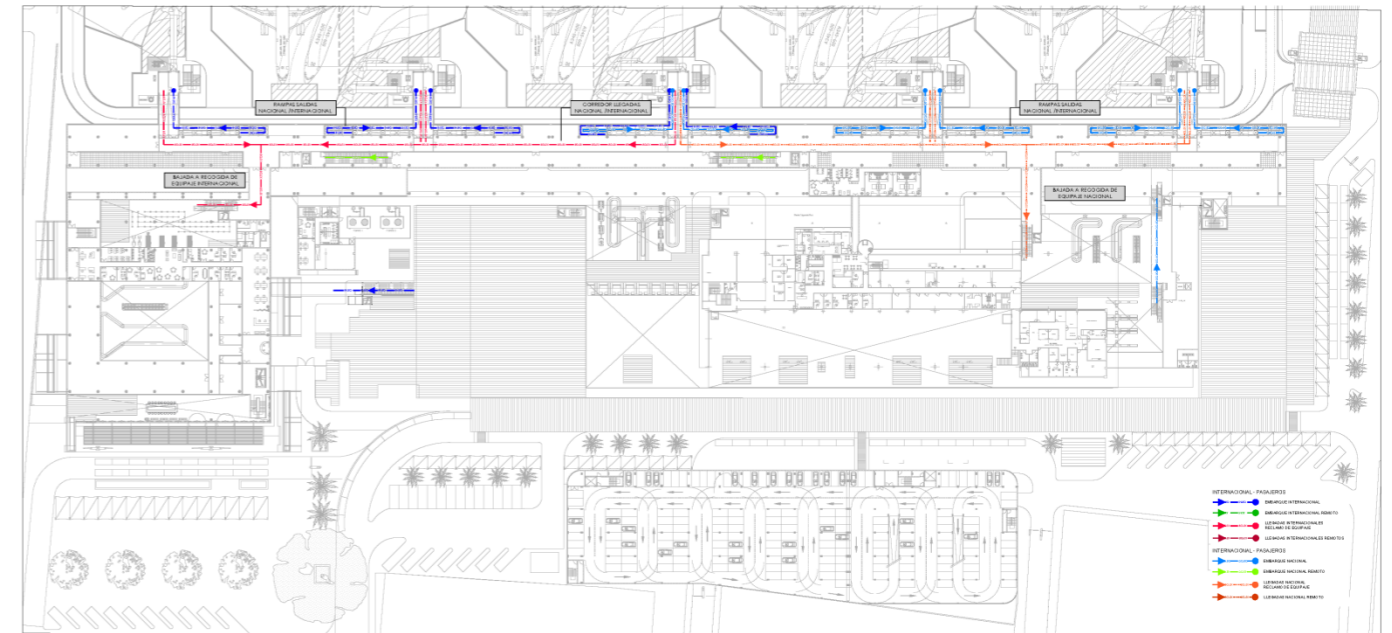 RAMPAS SALIDAS
NACIONAL /INTERNACIONAL
CORREDOR LLEGADAS
NACIONAL /INTERNACIONAL
RAMPAS SALIDAS
NACIONAL /INTERNACIONAL
BAJADA A RECOGIDA DE
EQUIPAJE INTERNACIONAL
BAJADA A RECOGIDA DE
EQUIPAJE NACIONAL
INTERNACIONAL - PASAJEROS
EMBARQUE INTERNACIONAL
EMBARQUE INTERNACIONAL REMOTO
LLEGADAS INTERNACIONALES
RECLAMO DE EQUIPAJE
LLEGADAS INTERNACIONALES REMOTOS
INTERNACIONAL - PASAJEROS
EMBARQUE NACIONAL
EMBARQUE NACIONAL REMOTO
LLEGADAS NACIONAL
RECLAMO DE EQUIPAJE
LLEGADAS NACIONAL REMOTO